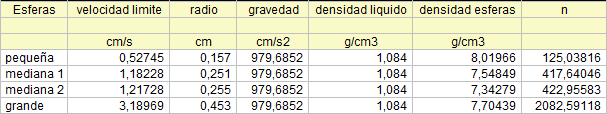 Esferas velocidad limite radio gravedad densidad liquido densidad esferas n
cm/s cm cm/s2 g/cm3 g/cm3
pequeña 0,52745 0,157 979,6852 1,084 8,01966 125,03816
mediana 1 1,18228 0,251 979,6852 1,084 7,54849 417,64046
mediana 2 1,21728 0,255 979,6852 1,084 7,34279 422,95583
grande 3,18969 0,453 979,6852 1,084 7,70439 2082,59118